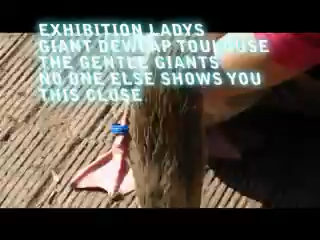 EXHIBITION LADYS
GIANT DEWLAP TOULOUSE
THE GENTLE GIANTS
NO ONE ELSE SHOWS YOU
THIS CLOSE